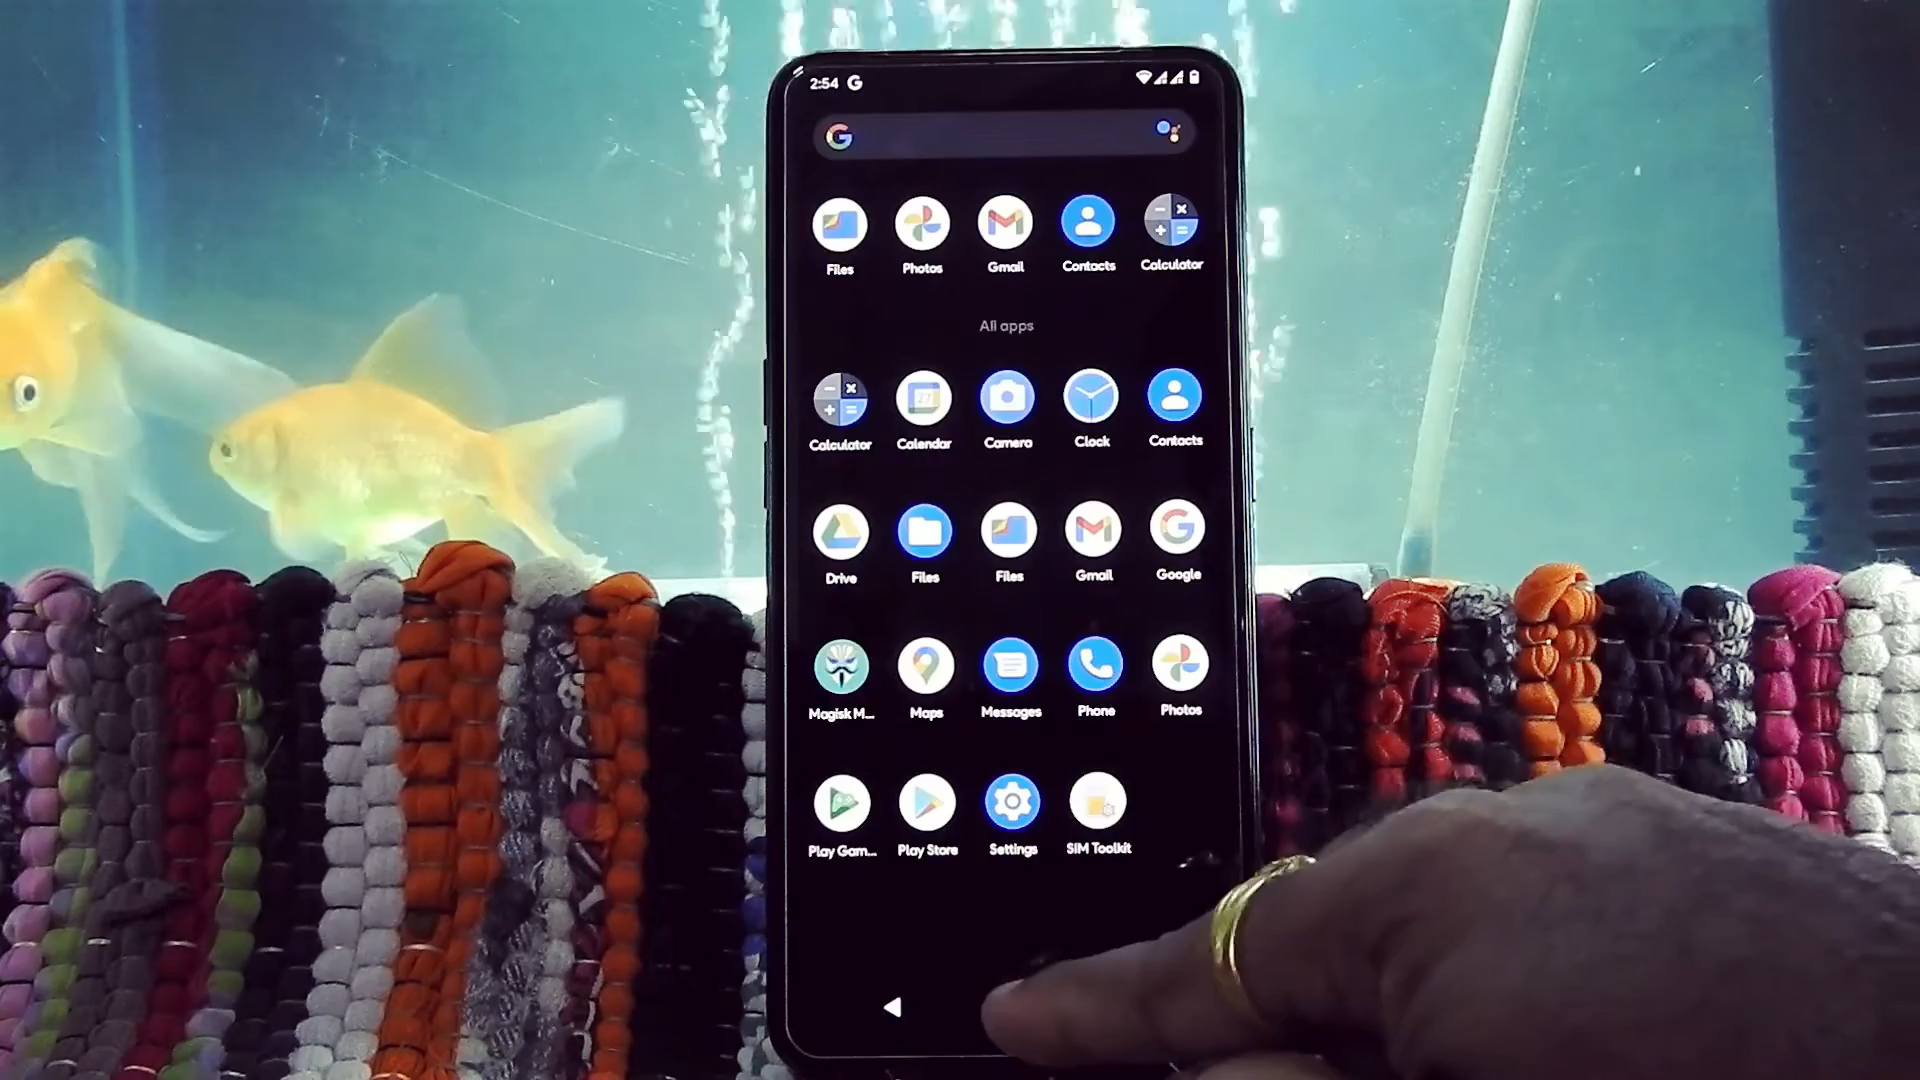 2:54 G
G
Files Photos Gmail Contacts Calculator
All apps
Calculator Calendar Camera Clock Contacts
Drive Files Files Gmail Google
Magisk M... Maps Messages Phone Photos
Play Gam... Play Store Settings SIM Toolkit